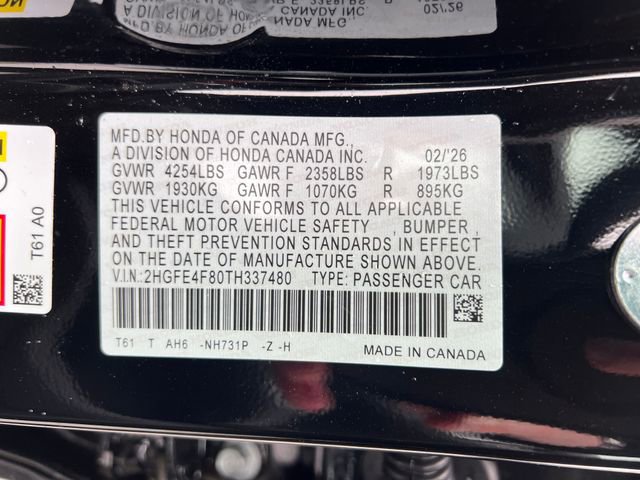 MFD.BY HONDA OF CANADA MFG.,
A DIVISION OF HONDA CANADA INC. 02/'26
GVWR 4254LBS GAWR F 2358LBS R 1973LBS
GVWR 1930KG GAWR F 1070KG R 895KG
THIS VEHICLE CONFORMS TO ALL APPLICABLE
FEDERAL MOTOR VEHICLE SAFETY , BUMPER ,
AND THEFT PREVENTION STANDARDS IN EFFECT
ON THE DATE OF MANUFACTURE SHOWN ABOVE.
V.I.N.:2HGFE4F80TH337480 TYPE: PASSENGER CAR
T61 T AH6 -NH731P -Z -H
MADE IN CANADA
T61 A0